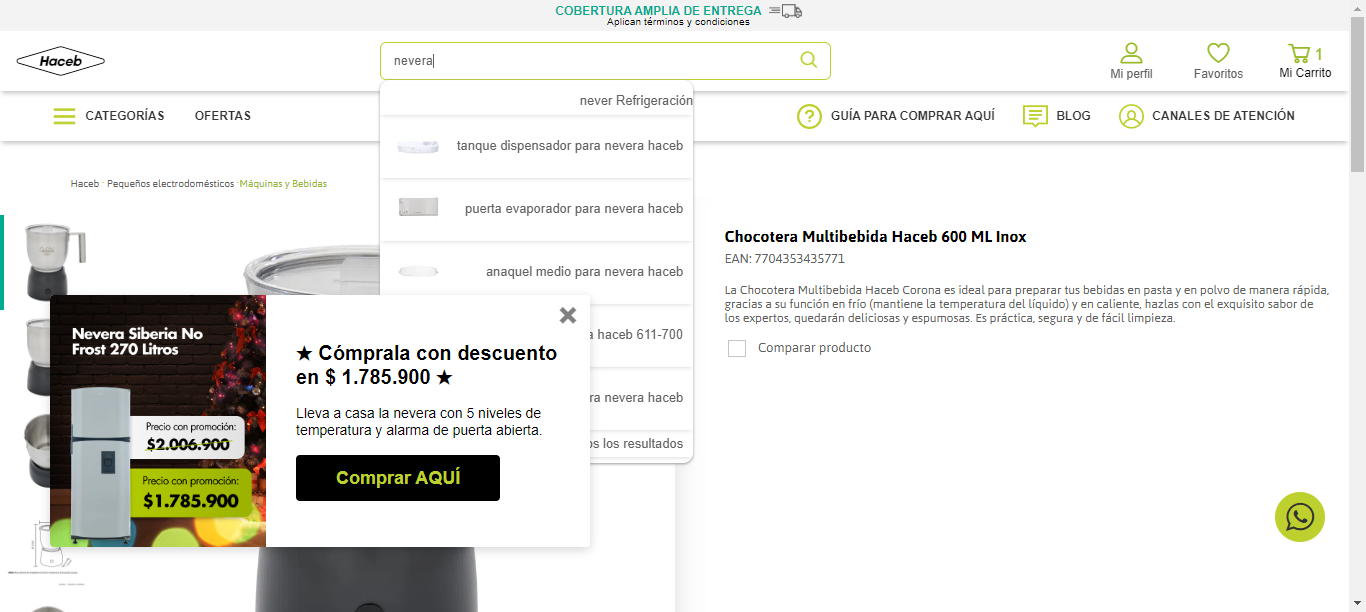 COBERTURA AMPLIA DE ENTREGA
Aplican términos y condiciones
Haceb
nevera
Mi perfil
Favoritos
1
Mi Carrito
CATEGORÍAS
OFERTAS
GUÍA PARA COMPRAR AQUÍ
BLOG
CANALES DE ATENCIÓN
never Refrigeración
tanque dispensador para nevera haceb
puerta evaporador para nevera haceb
anaquel medio para nevera haceb
a haceb 611-700
ra nevera haceb
os los resultados
Haceb · Pequeños electrodomésticos · Máquinas y Bebidas
Chocotera Multibebida Haceb 600 ML Inox
EAN: 7704353435771
La Chocotera Multibebida Haceb Corona es ideal para preparar tus bebidas en pasta y en polvo de manera rápida,
gracias a su función en frío (mantiene la temperatura del líquido) y en caliente, hazlas con el exquisito sabor de
los expertos, quedarán deliciosas y espumosas. Es práctica, segura y de fácil limpieza.
Comparar producto
Nevera Siberia No
Frost 270 Litros
Precio con promoción:
$2.006.900
Precio con promoción:
$1.785.900
★ Cómprala con descuento
en $ 1.785.900 ★
Lleva a casa la nevera con 5 niveles de
temperatura y alarma de puerta abierta.
Comprar AQUÍ